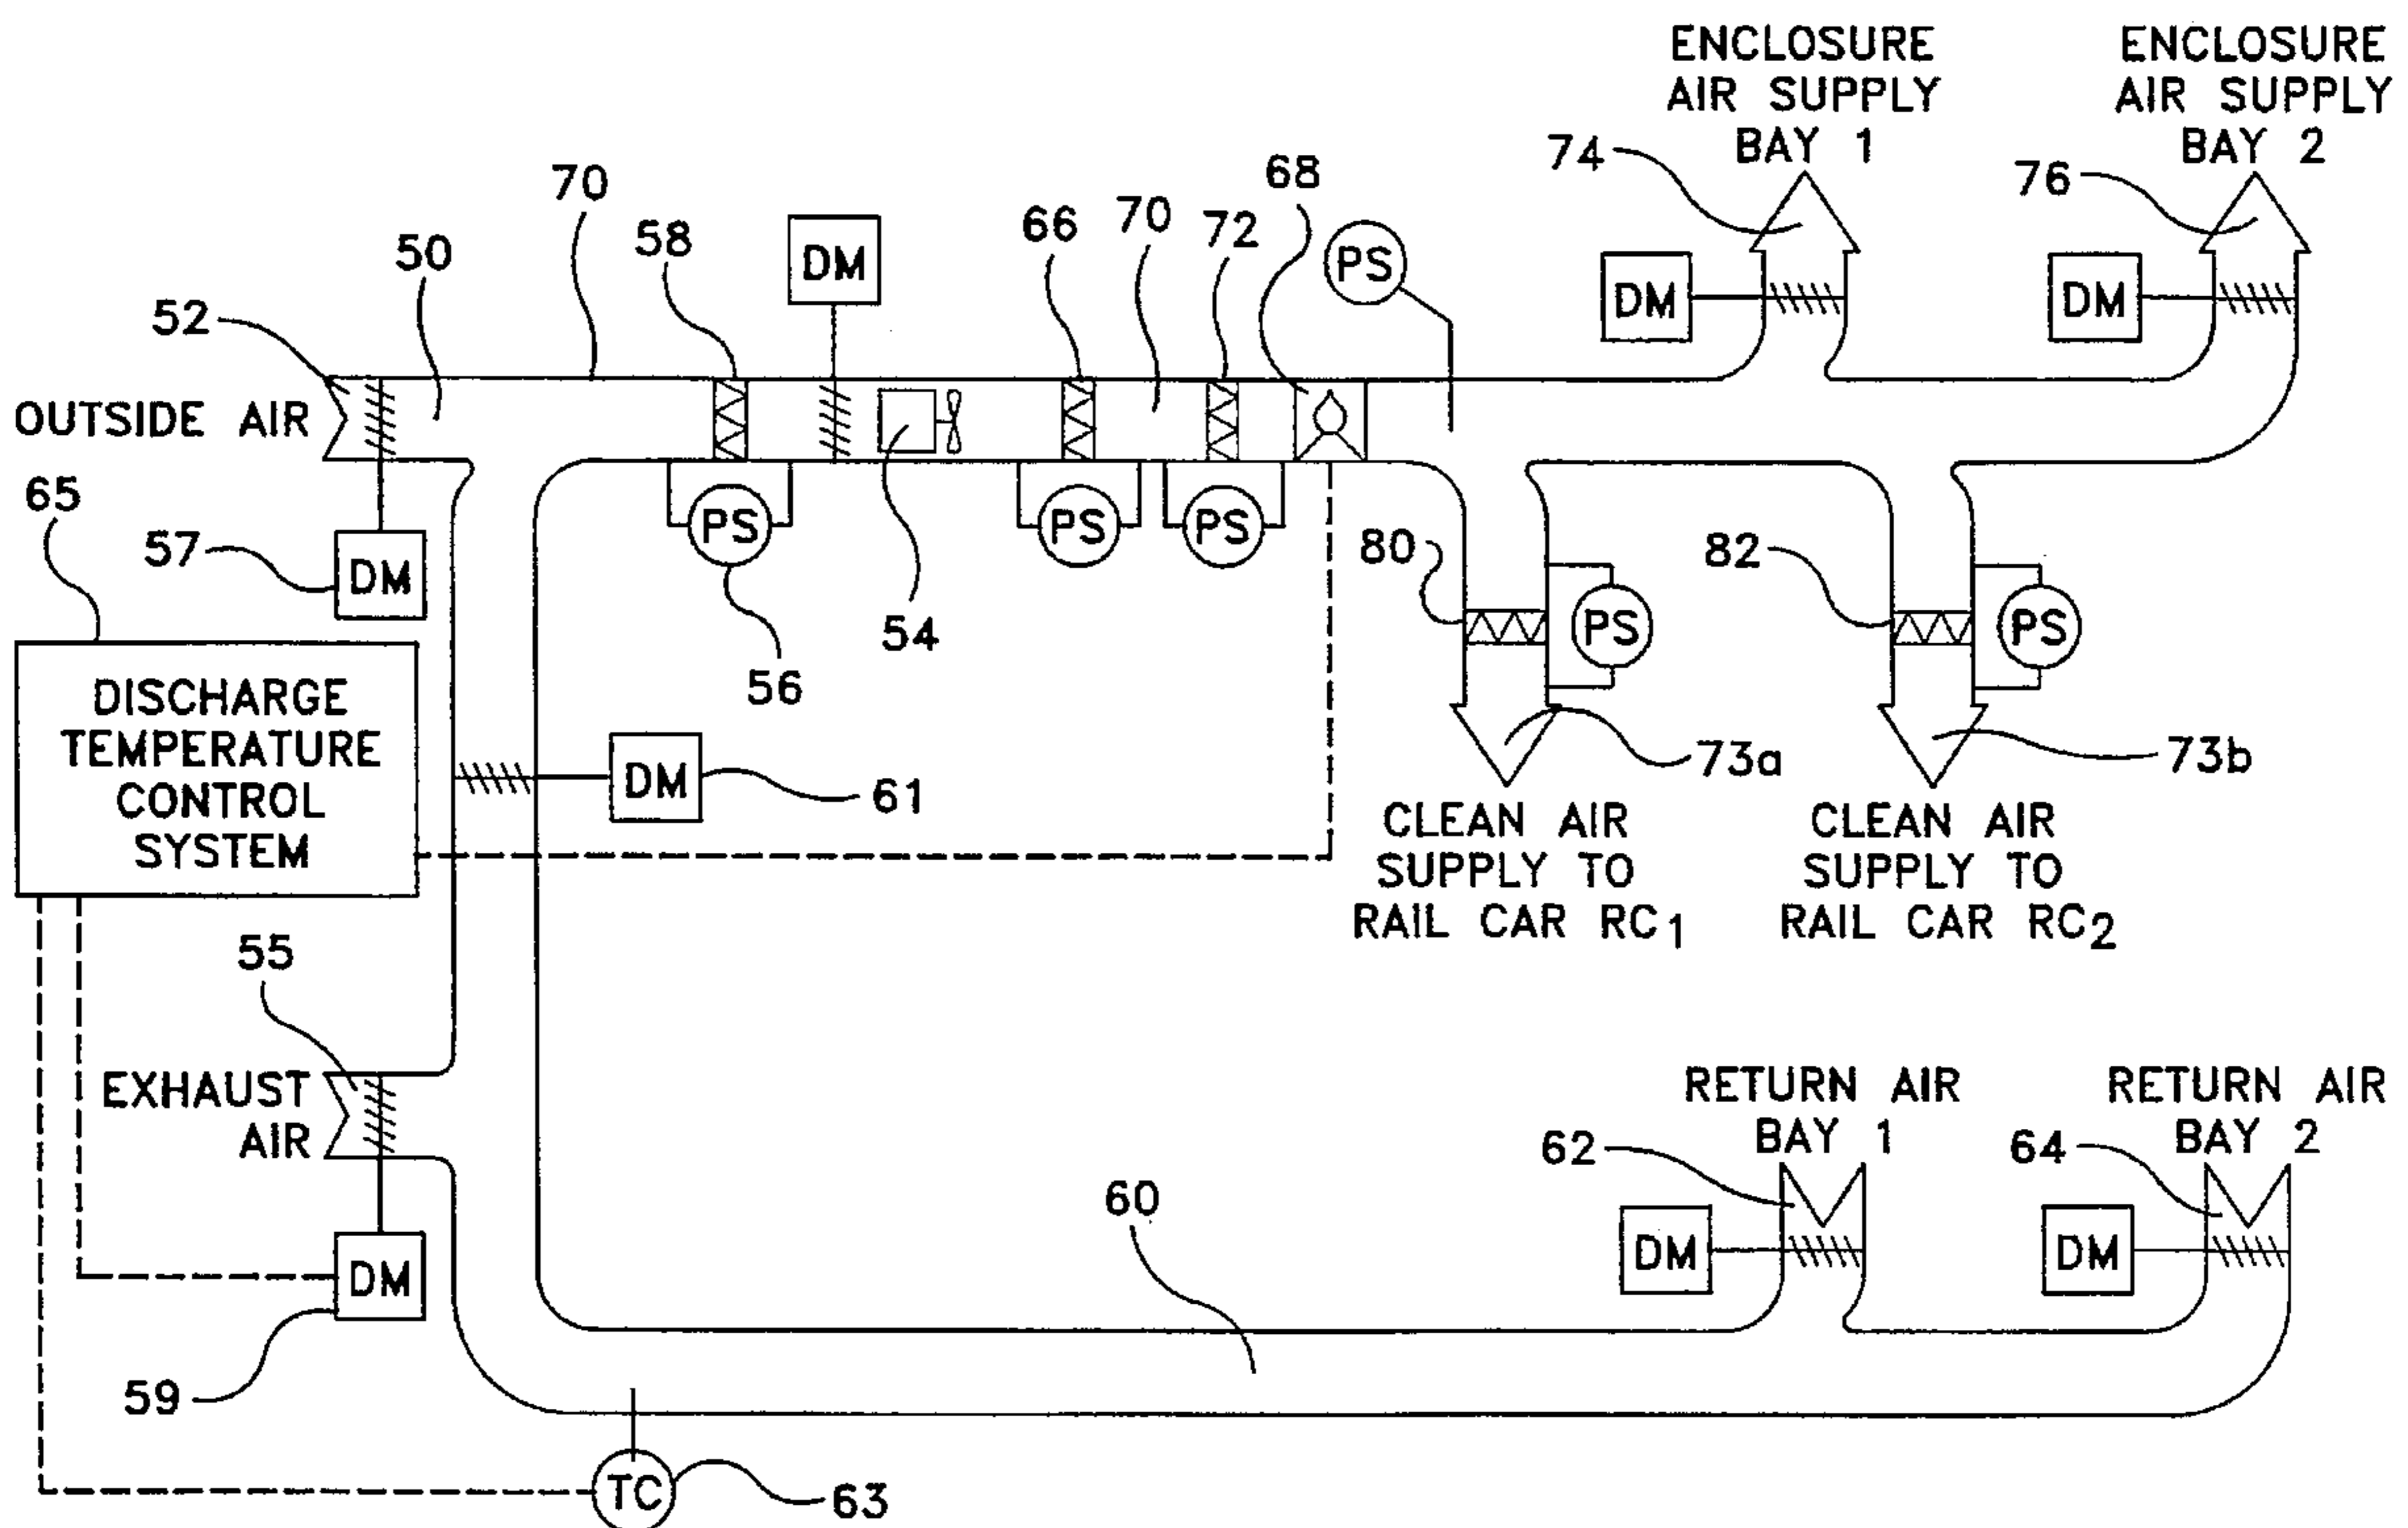 ENCLOSURE
AIR SUPPLY
BAY 1
ENCLOSURE
AIR SUPPLY
BAY 2
74
76
68
70
70
72
66
58
50
52
DM
PS
DM
DM
OUTSIDE AIR
65
57
DM
PS
PS
PS
54
56
80
82
PS
PS
DISCHARGE
TEMPERATURE
CONTROL
SYSTEM
DM
61
73a
73b
CLEAN AIR
SUPPLY TO
RAIL CAR RC1
CLEAN AIR
SUPPLY TO
RAIL CAR RC2
55
EXHAUST
AIR
RETURN AIR
BAY 1
RETURN AIR
BAY 2
62
64
60
DM
DM
DM
59
TC
63